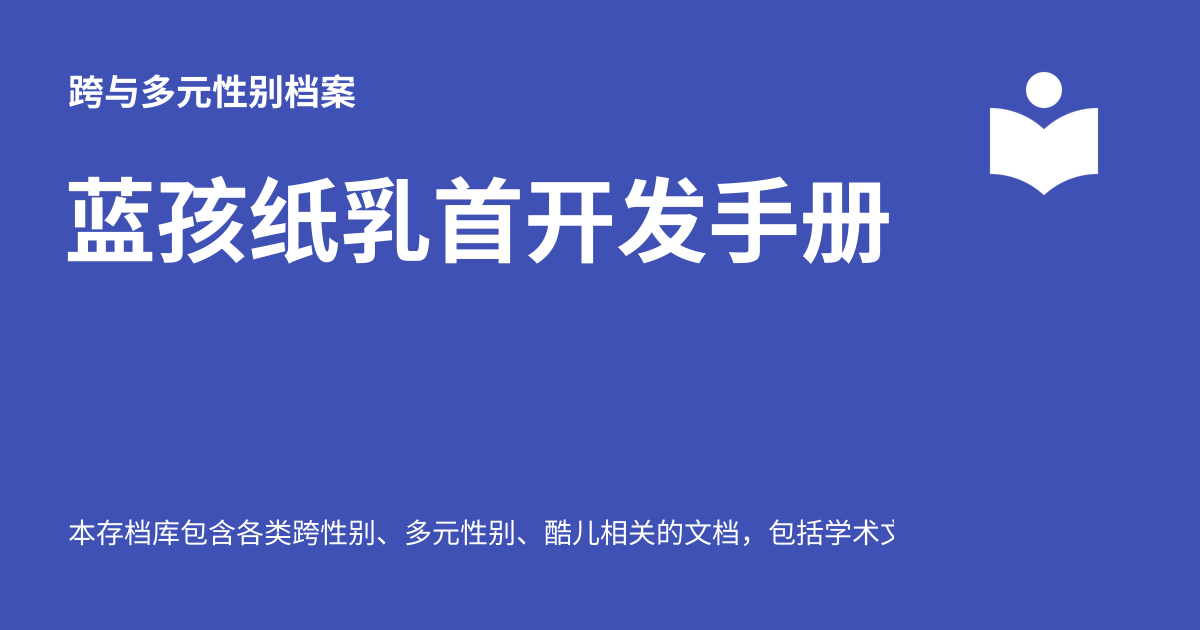 跨与多元性别档案
蓝孩纸乳首开发手册
本存档库包含各类跨性别、多元性别、酷儿相关的文档，包括学术文